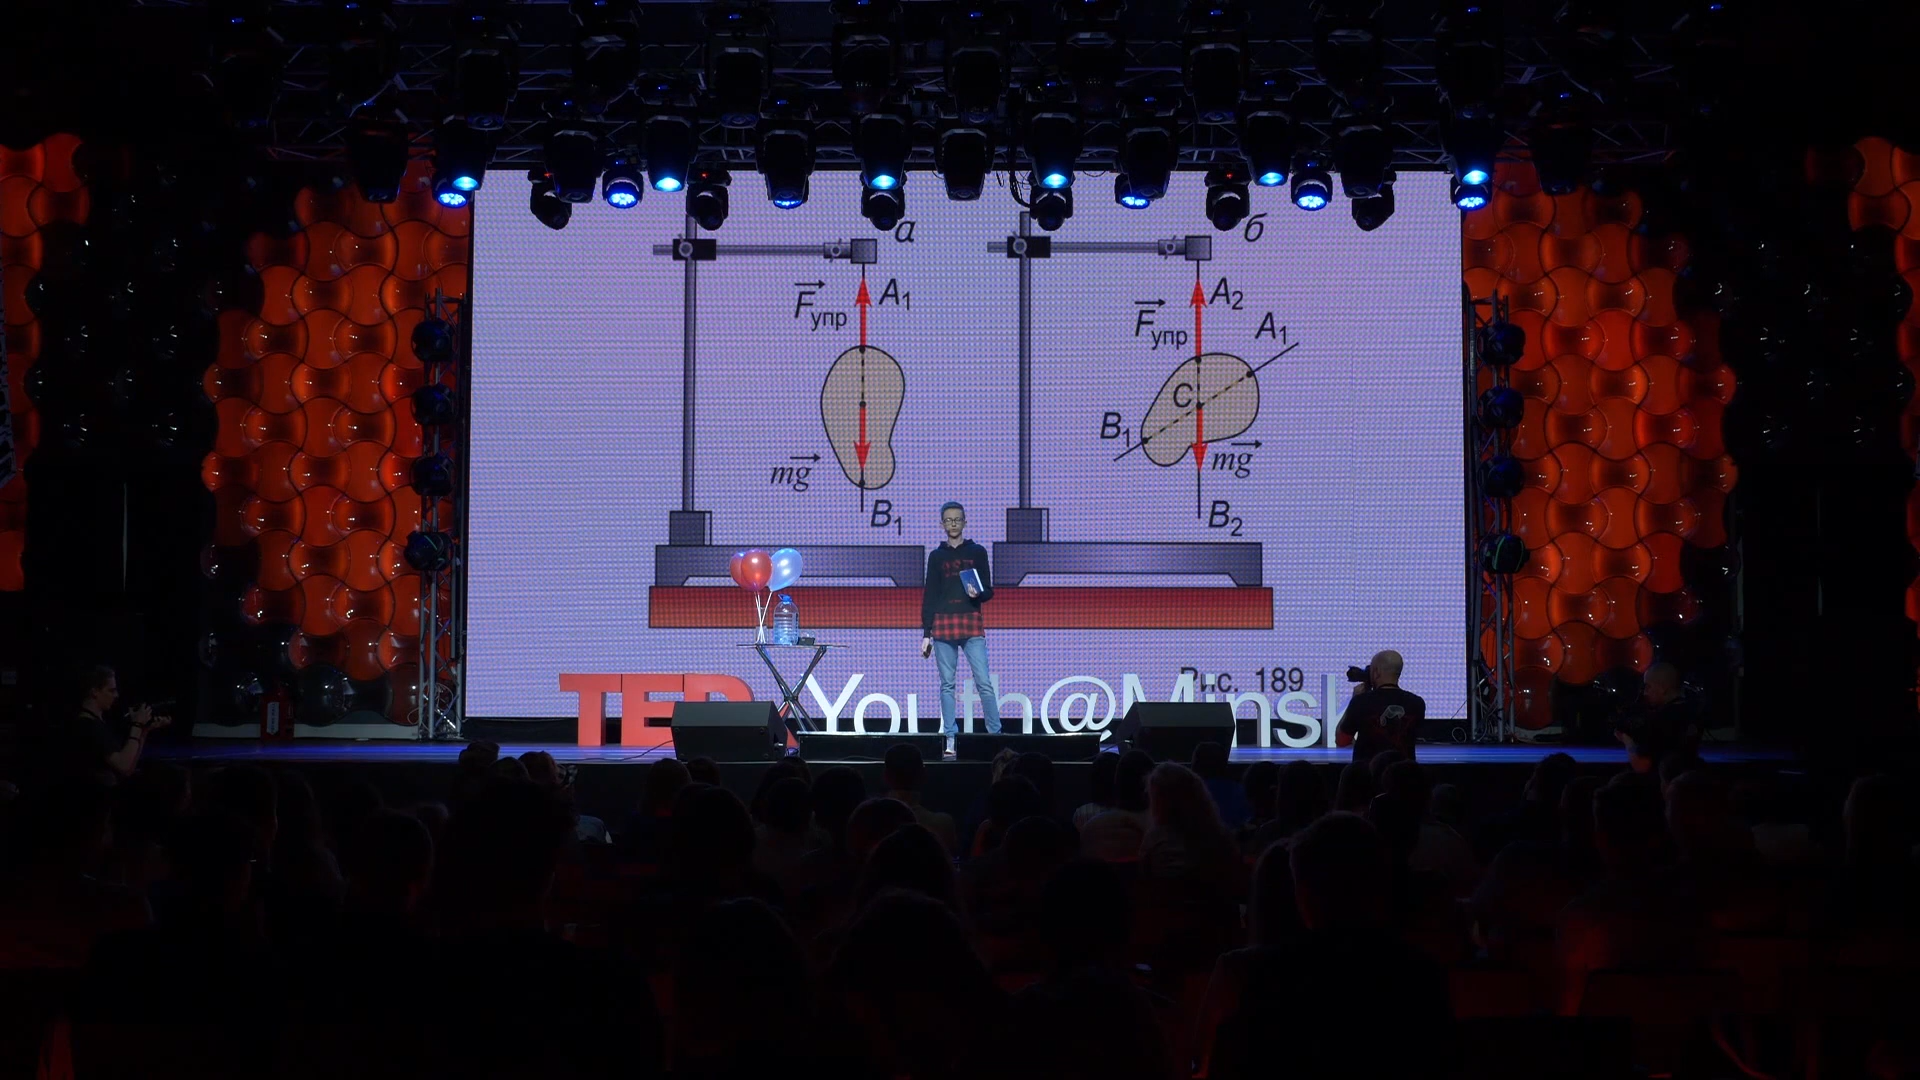 а
б
F⃗упр
A₁
F⃗упр
A₂
A₁
C
B₁
mg⃗
mg⃗
B₁
B₂
Рис. 189
TEDxYouth@Minsk